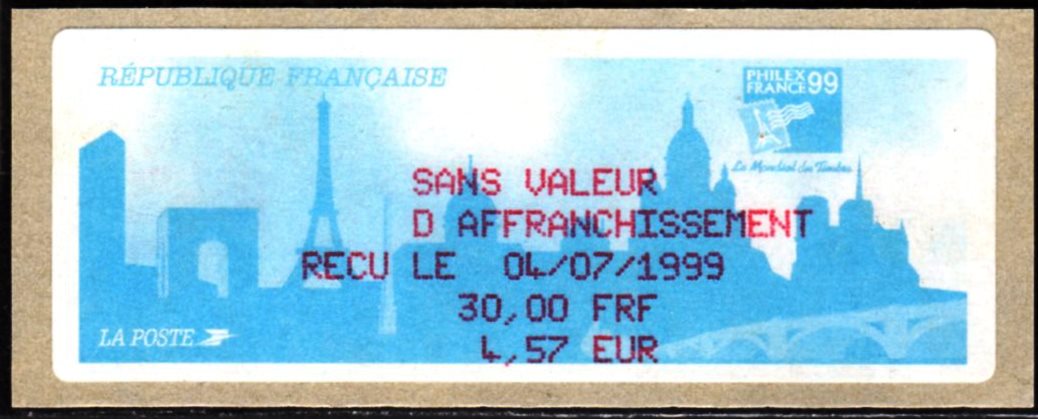 RÉPUBLIQUE FRANÇAISE
PHILEX
FRANCE 99
Le Mondial du Timbre
SANS VALEUR
D AFFRANCHISSEMENT
RECU LE 04/07/1999
30,00 FRF
4,57 EUR
LA POSTE